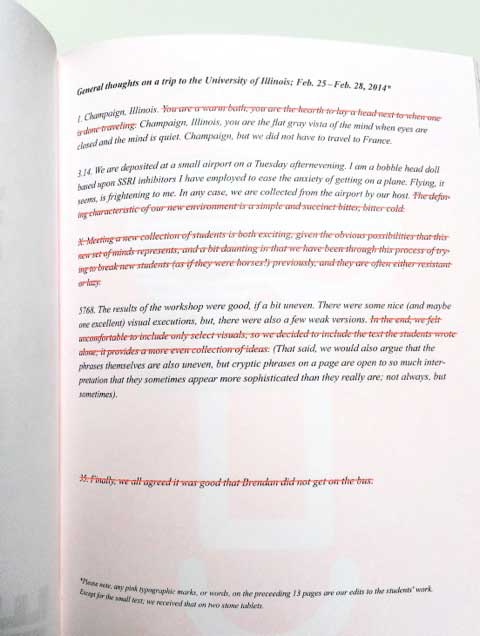 General thoughts on a trip to the University of Illinois; Feb. 25–Feb. 28, 2014*
1. Champaign, Illinois. You are a warm bath, you are the hearth to lay a head next to when one
is done traveling. Champaign, Illinois, you are the flat gray vista of the mind when eyes are
closed and the mind is quiet. Champaign, but we did not have to travel to France.
3.14. We are deposited at a small airport on a Tuesday afternevening. I am a bobble head doll
based upon SSRI inhibitors I have employed to ease the anxiety of getting on a plane. Flying, it
seems, is frightening to me. In any case, we are collected from the airport by our host. The defin-
ing characteristic of our new environment is a simple and succinct bitter, bitter cold.
X. Meeting a new collection of students is both exciting, given the obvious possibilities that this
new set of minds represents, and a bit daunting in that we have been through this process of try-
ing to break new students (as if they were horses!) previously, and they are often either resistant
or lazy.
5768. The results of the workshop were good, if a bit uneven. There were some nice (and maybe
one excellent) visual executions, but, there were also a few weak versions. In the end, we felt
uncomfortable to include only select visuals, so we decided to include the text the students wrote
alone, it provides a more even collection of ideas. (That said, we would also argue that the
phrases themselves are also uneven, but cryptic phrases on a page are open to so much inter-
pretation that they sometimes appear more sophisticated than they really are; not always, but
sometimes).
35. Finally, we all agreed it was good that Brendan did not get on the bus.
*Please note, any pink typographic marks, or words, on the preceeding 13 pages are our edits to the students' work.
Except for the small text; we received that on two stone tablets.